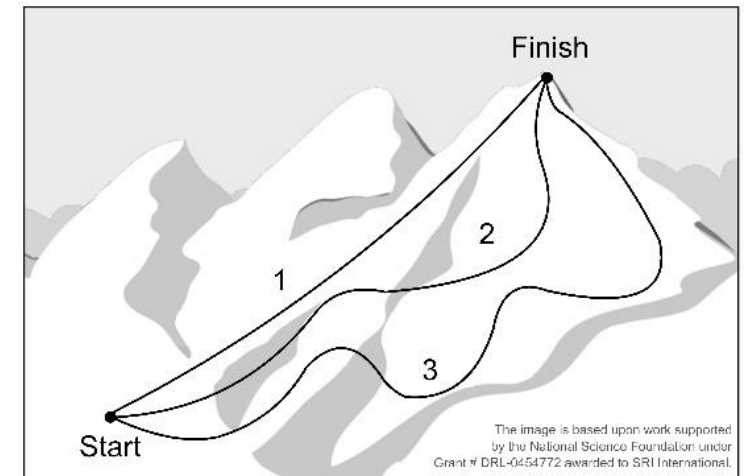 Finish
2
1
3
Start
The image is based upon work supported
by the National Science Foundation under
Grant # DRL-0454772 awarded to SRI International.